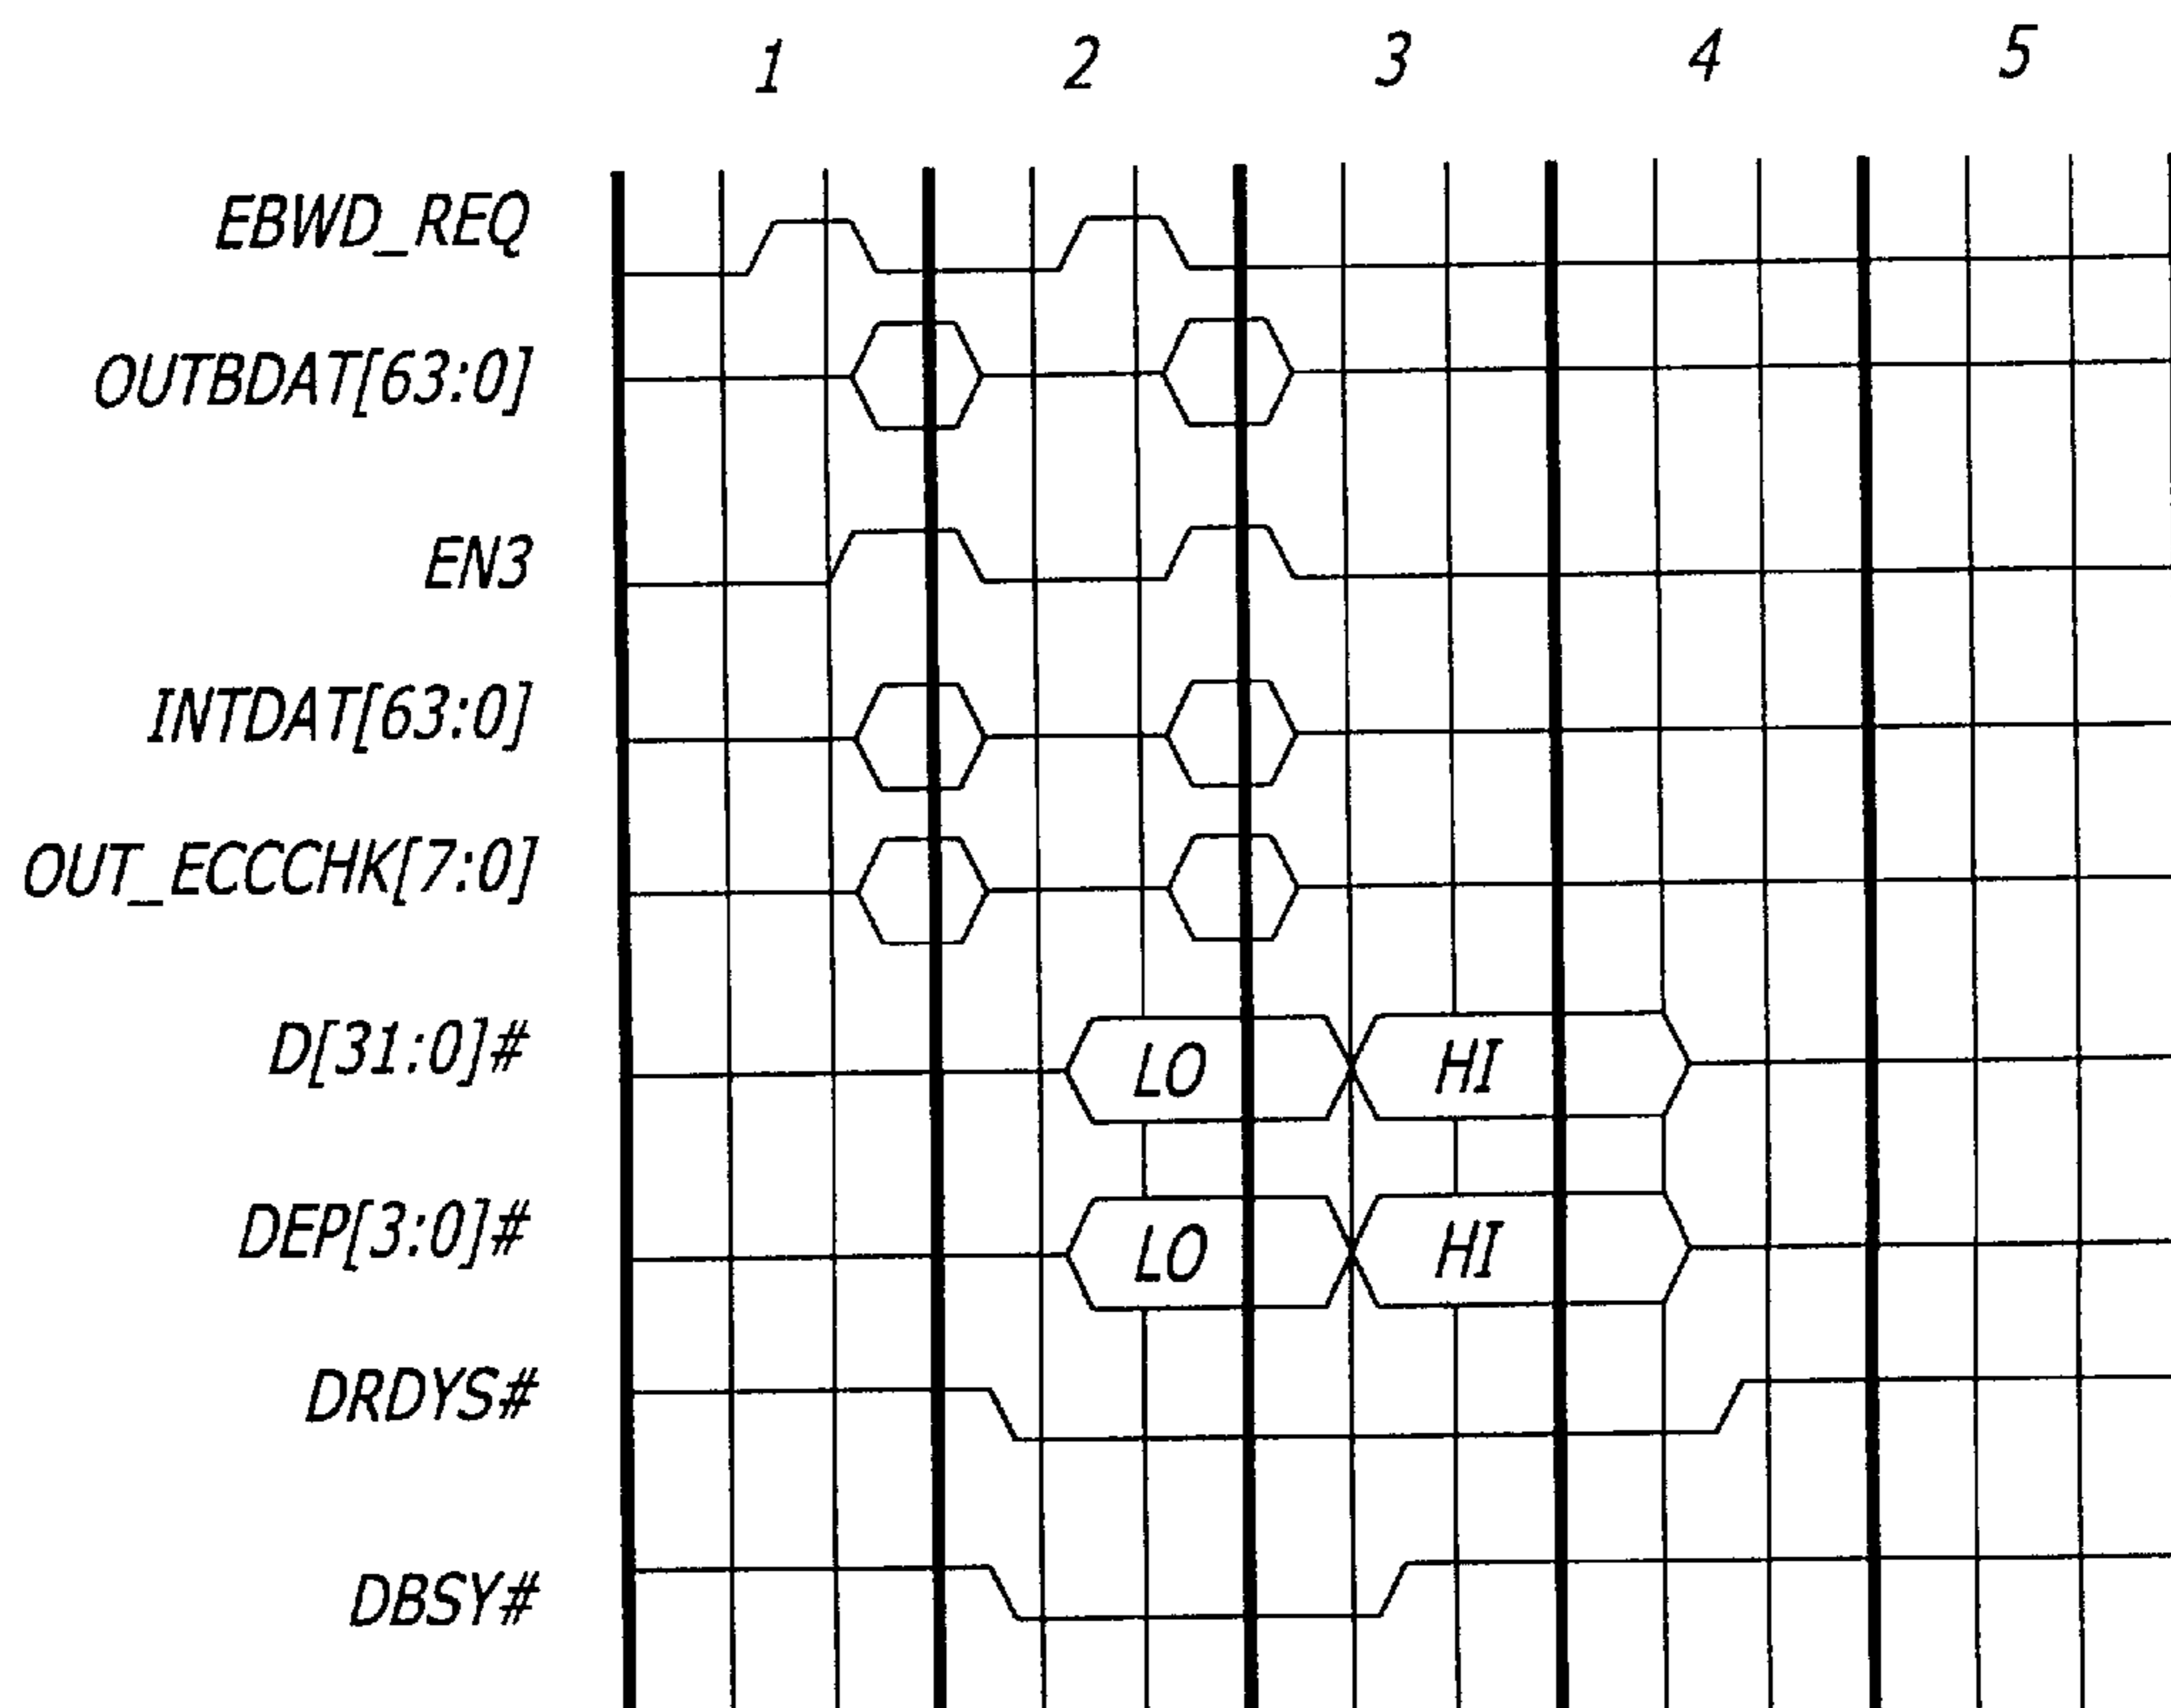 1 2 3 4 5
EBWD_REQ
OUTBDAT[63:0]
EN3
INTDAT[63:0]
OUT_ECCCHK[7:0]
D[31:0]# LO HI
DEP[3:0]# LO HI
DRDYS#
DBSY#